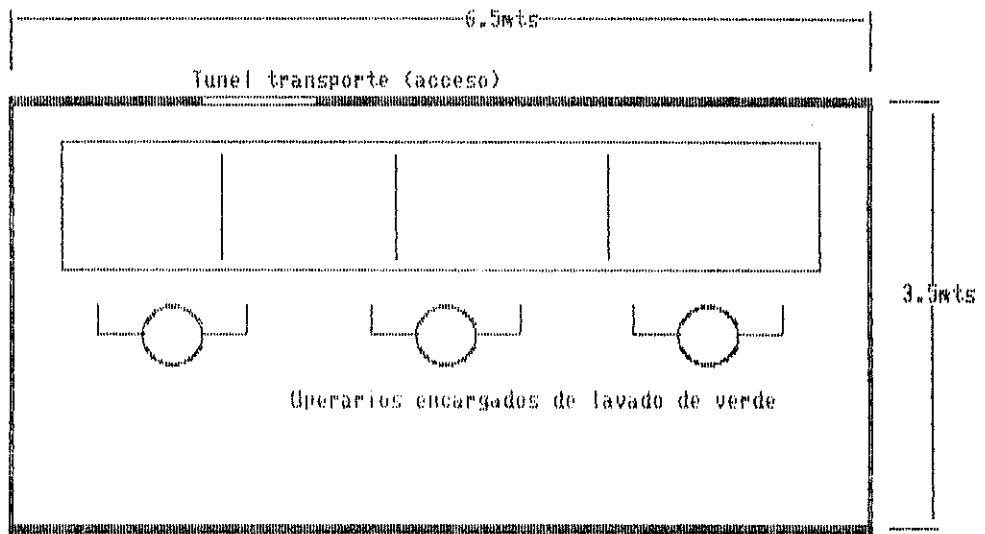 6.5mts
Tunel transporte (acceso)
3.5mts
Operarios encargados de lavado de verde